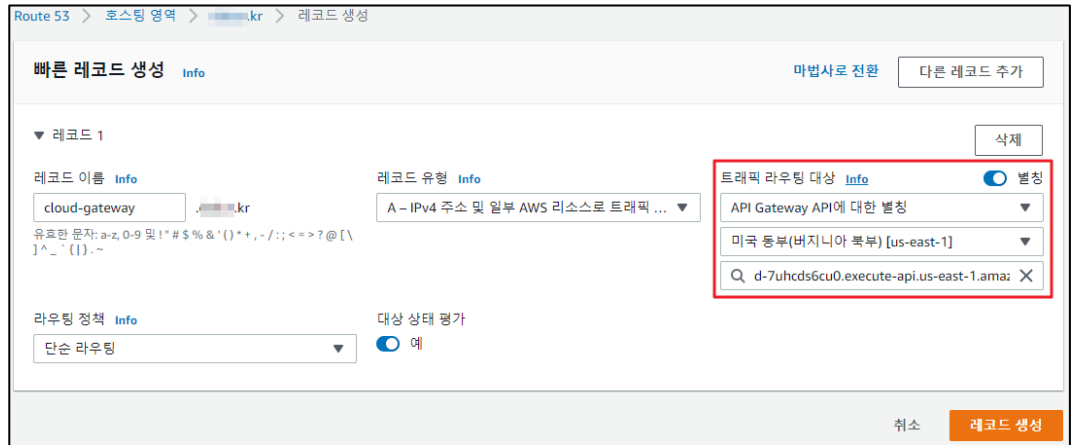 Route 53 > 호스팅 영역 > .kr > 레코드 생성
빠른 레코드 생성 Info
마법사로 전환
다른 레코드 추가
▼ 레코드 1
삭제
레코드 이름 Info
cloud-gateway
.kr
유효한 문자: a-z, 0-9 및 ! " # $ % & ' ( ) * + , - / : ; < = > ? @ [ \
] ^ _ ` { | } . ~
레코드 유형 Info
A – IPv4 주소 및 일부 AWS 리소스로 트래픽 ...
트래픽 라우팅 대상 Info
별칭
API Gateway API에 대한 별칭
미국 동부(버지니아 북부) [us-east-1]
d-7uhcds6cu0.execute-api.us-east-1.amaz
라우팅 정책 Info
단순 라우팅
대상 상태 평가
예
취소
레코드 생성